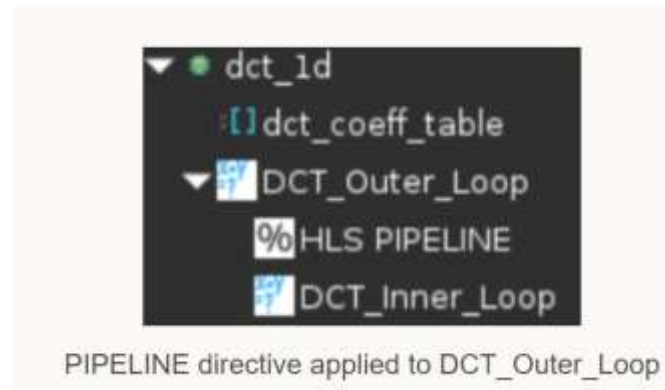 dct_1d
[] dct_coeff_table
DCT_Outer_Loop
% HLS PIPELINE
DCT_Inner_Loop
PIPELINE directive applied to DCT_Outer_Loop